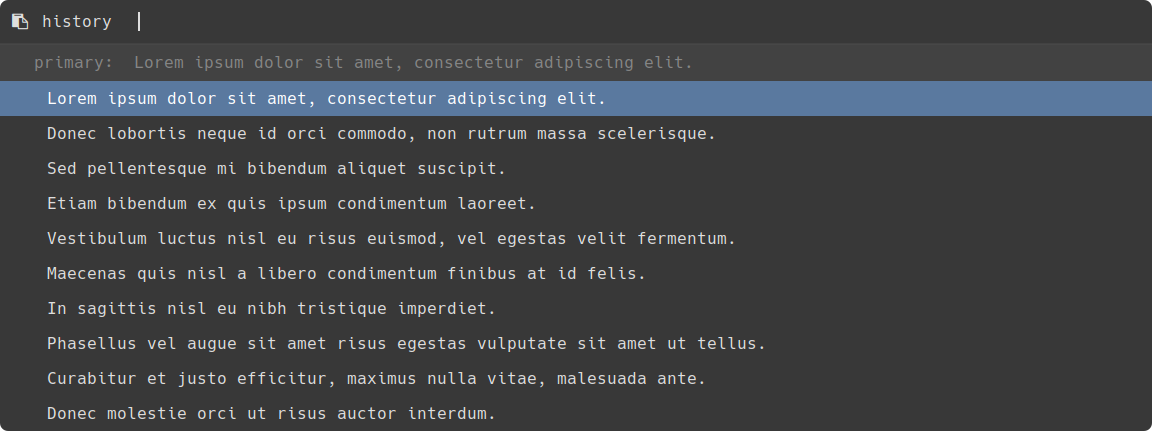 history
primary: Lorem ipsum dolor sit amet, consectetur adipiscing elit.
Lorem ipsum dolor sit amet, consectetur adipiscing elit.
Donec lobortis neque id orci commodo, non rutrum massa scelerisque.
Sed pellentesque mi bibendum aliquet suscipit.
Etiam bibendum ex quis ipsum condimentum laoreet.
Vestibulum luctus nisl eu risus euismod, vel egestas velit fermentum.
Maecenas quis nisl a libero condimentum finibus at id felis.
In sagittis nisl eu nibh tristique imperdiet.
Phasellus vel augue sit amet risus egestas vulputate sit amet ut tellus.
Curabitur et justo efficitur, maximus nulla vitae, malesuada ante.
Donec molestie orci ut risus auctor interdum.